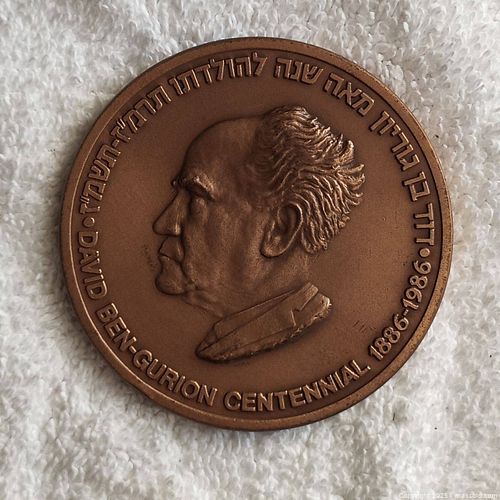 דוד בן גוריון מאה שנה להולדתו תרמ"ז-תשמ"ז
DAVID BEN-GURION CENTENNIAL 1886-1986